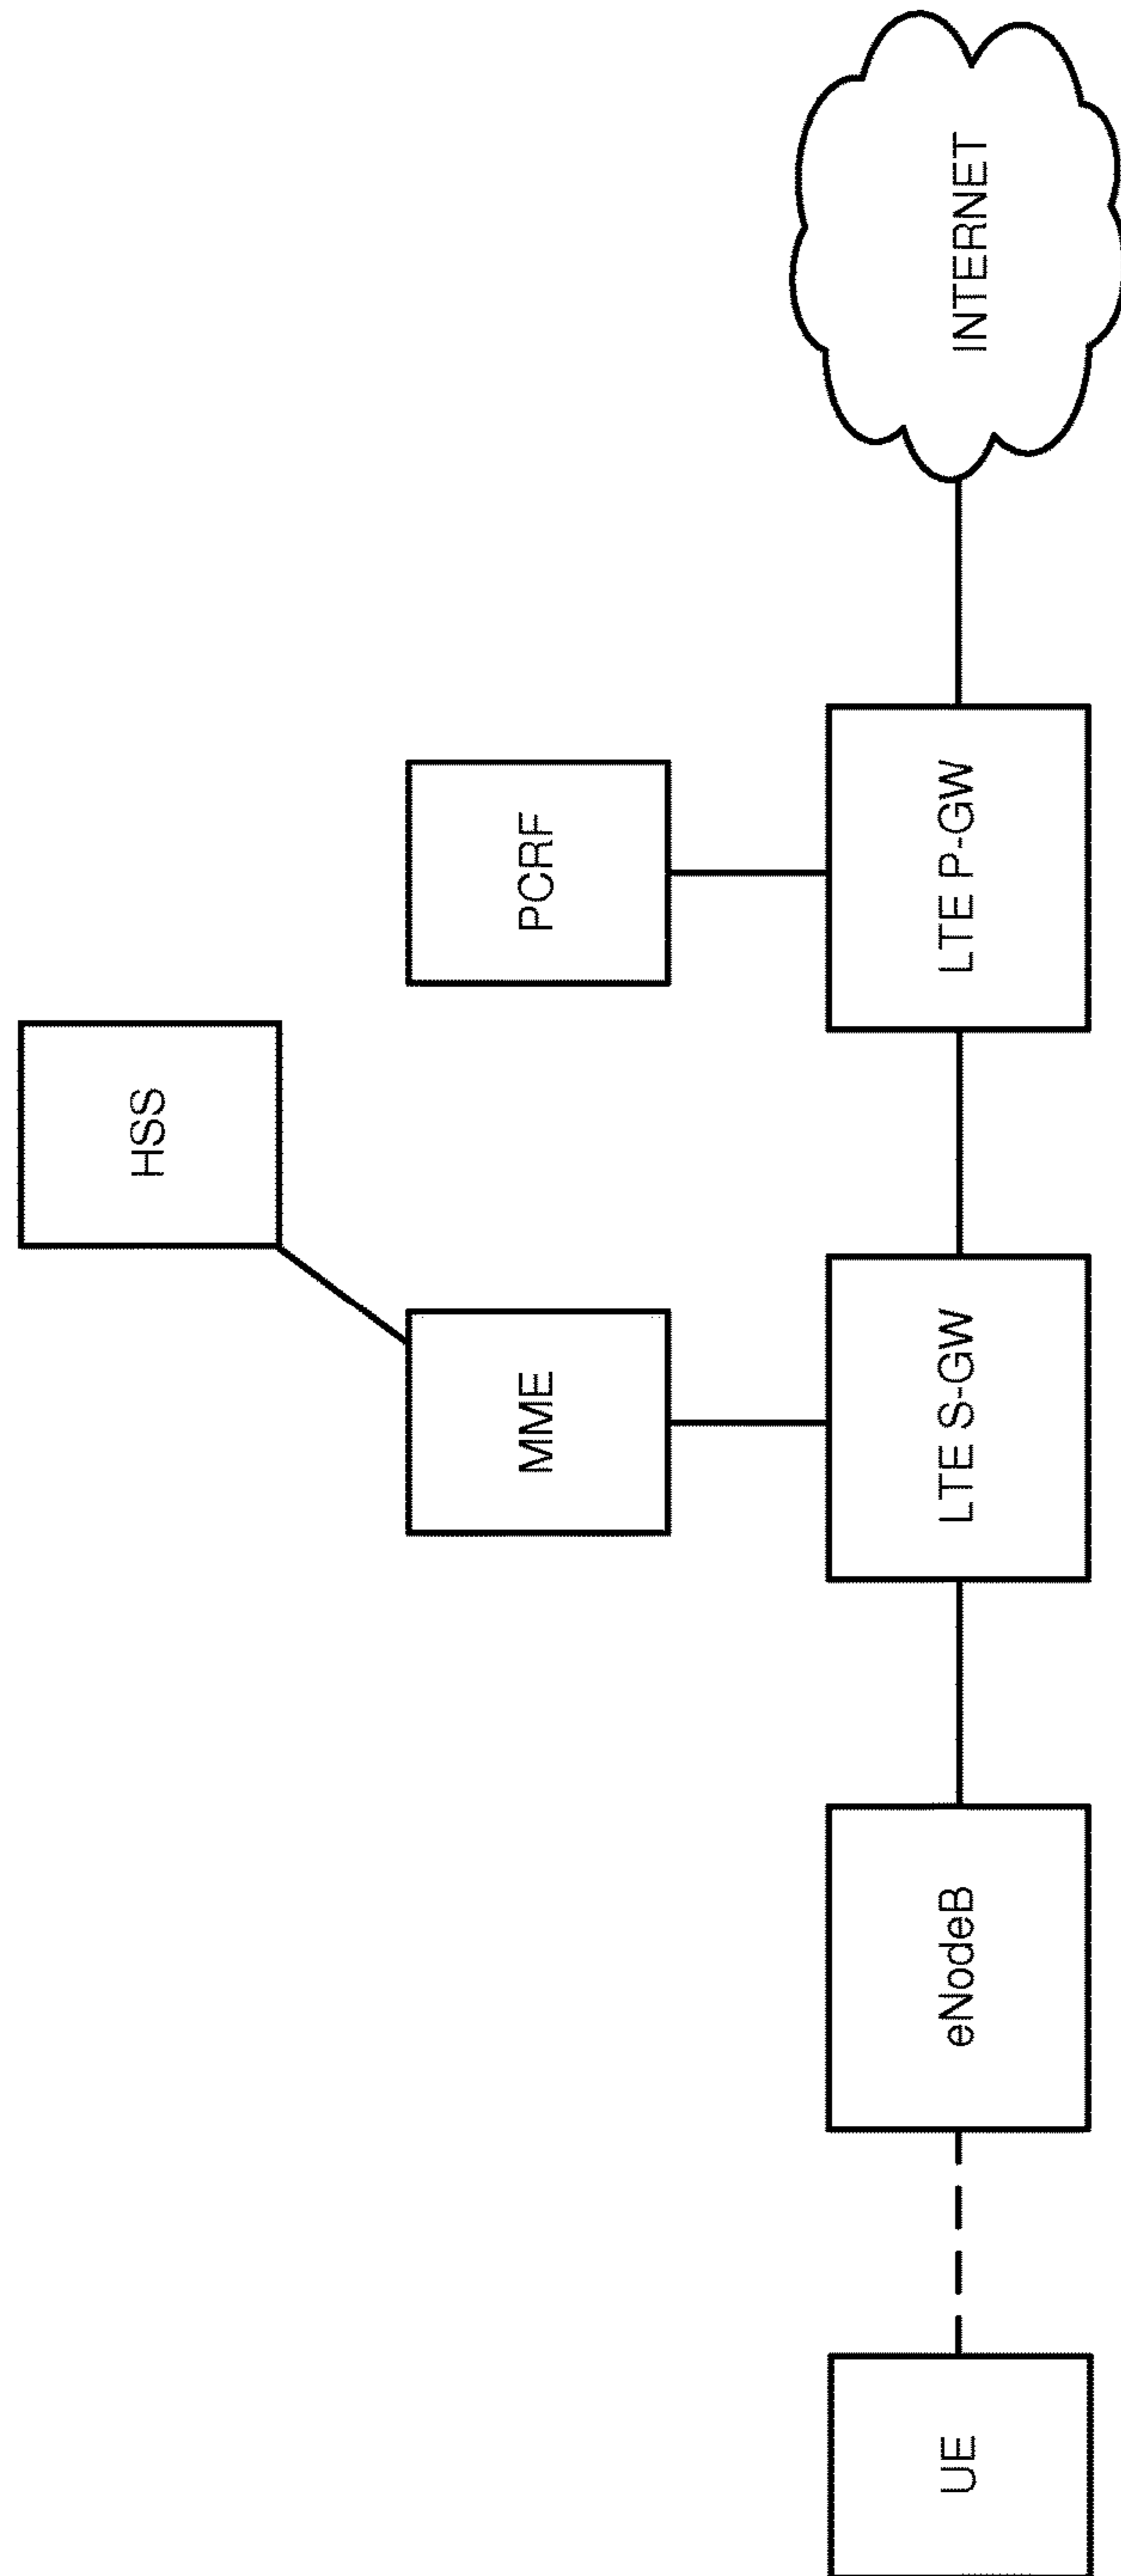 HSS
MME
PCRF
UE
eNodeB
LTE S-GW
LTE P-GW
INTERNET